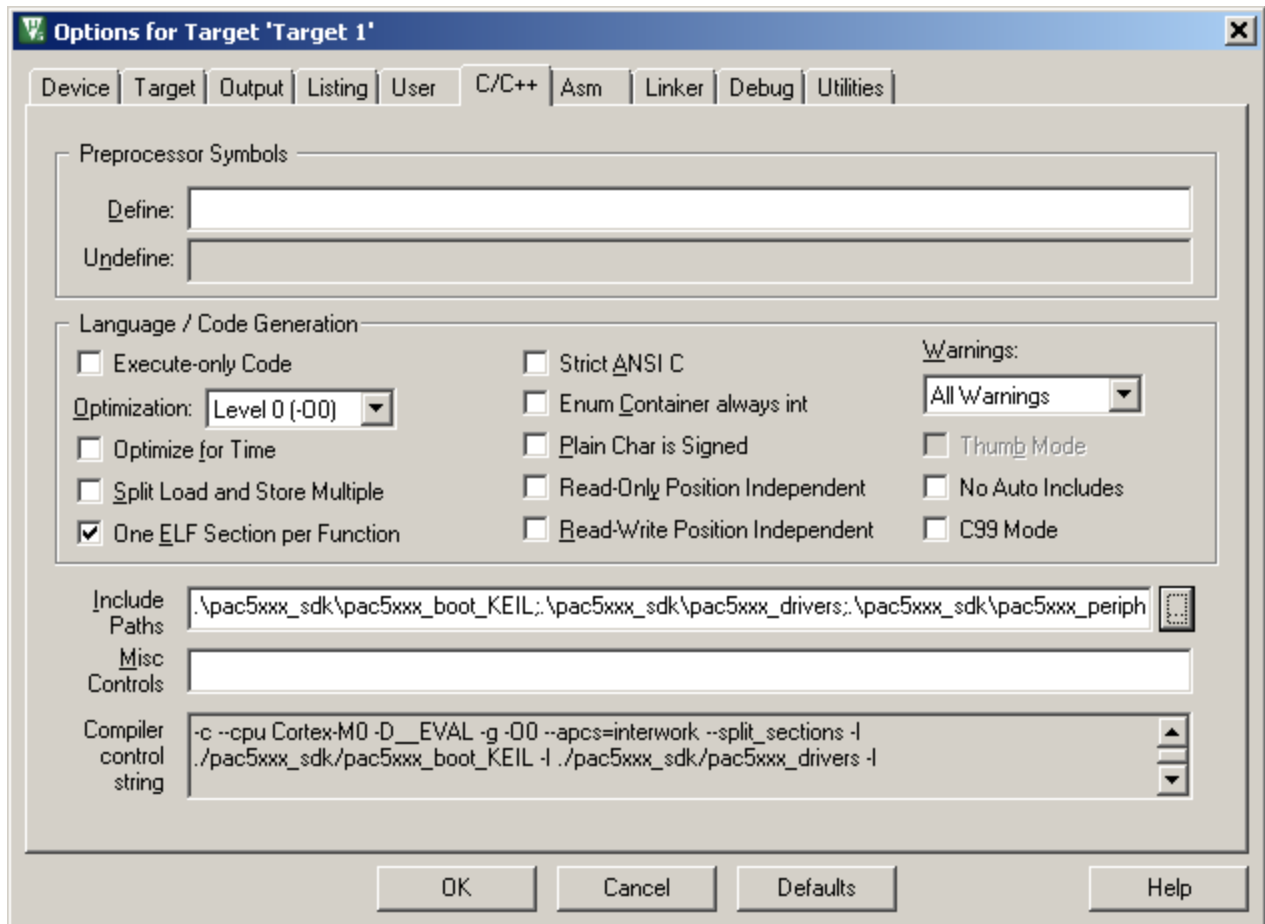 Options for Target 'Target 1'
Device Target Output Listing User C/C++ Asm Linker Debug Utilities
Preprocessor Symbols
Define:
Undefine:
Language / Code Generation
Execute-only Code
Optimization: Level 0 (-O0)
Optimize for Time
Split Load and Store Multiple
One ELF Section per Function
Strict ANSI C
Enum Container always int
Plain Char is Signed
Read-Only Position Independent
Read-Write Position Independent
Warnings:
All Warnings
Thumb Mode
No Auto Includes
C99 Mode
Include
Paths
.\pac5xxx_sdk\pac5xxx_boot_KEIL;.\pac5xxx_sdk\pac5xxx_drivers;.\pac5xxx_sdk\pac5xxx_periph
...
Misc
Controls
Compiler
control
string
-c --cpu Cortex-M0 -D__EVAL -g -O0 --apcs=interwork --split_sections -I
./pac5xxx_sdk/pac5xxx_boot_KEIL -I ./pac5xxx_sdk/pac5xxx_drivers -I
OK Cancel Defaults Help